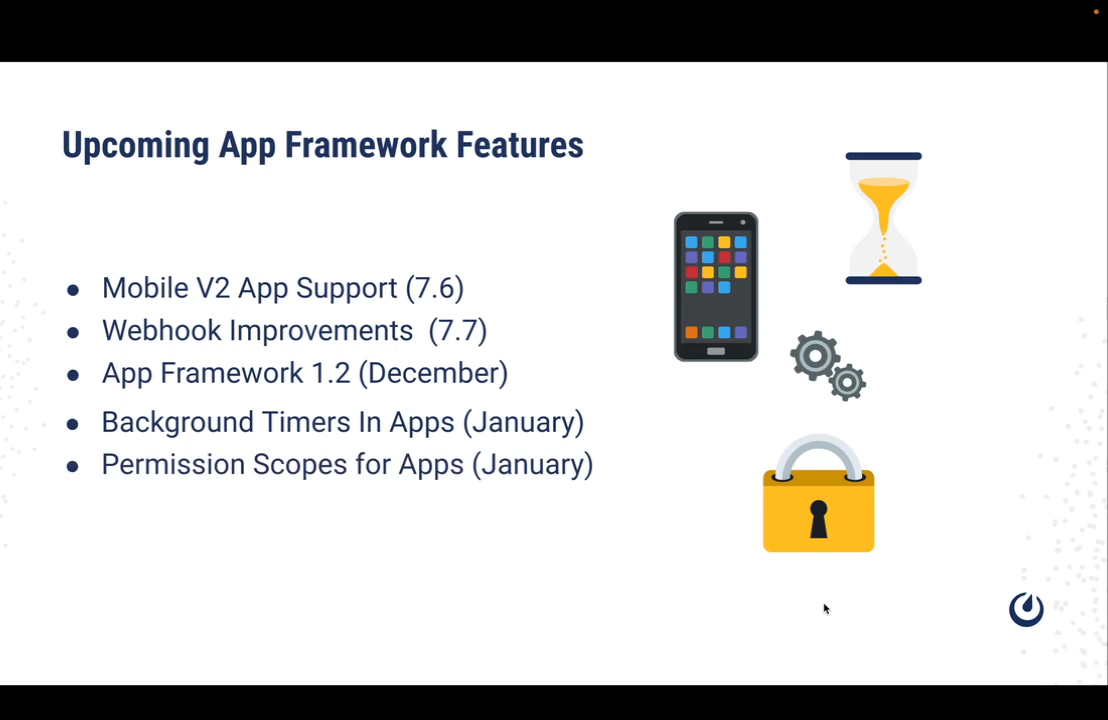 Upcoming App Framework Features
● Mobile V2 App Support (7.6)
● Webhook Improvements  (7.7)
● App Framework 1.2 (December)
● Background Timers In Apps (January)
● Permission Scopes for Apps (January)